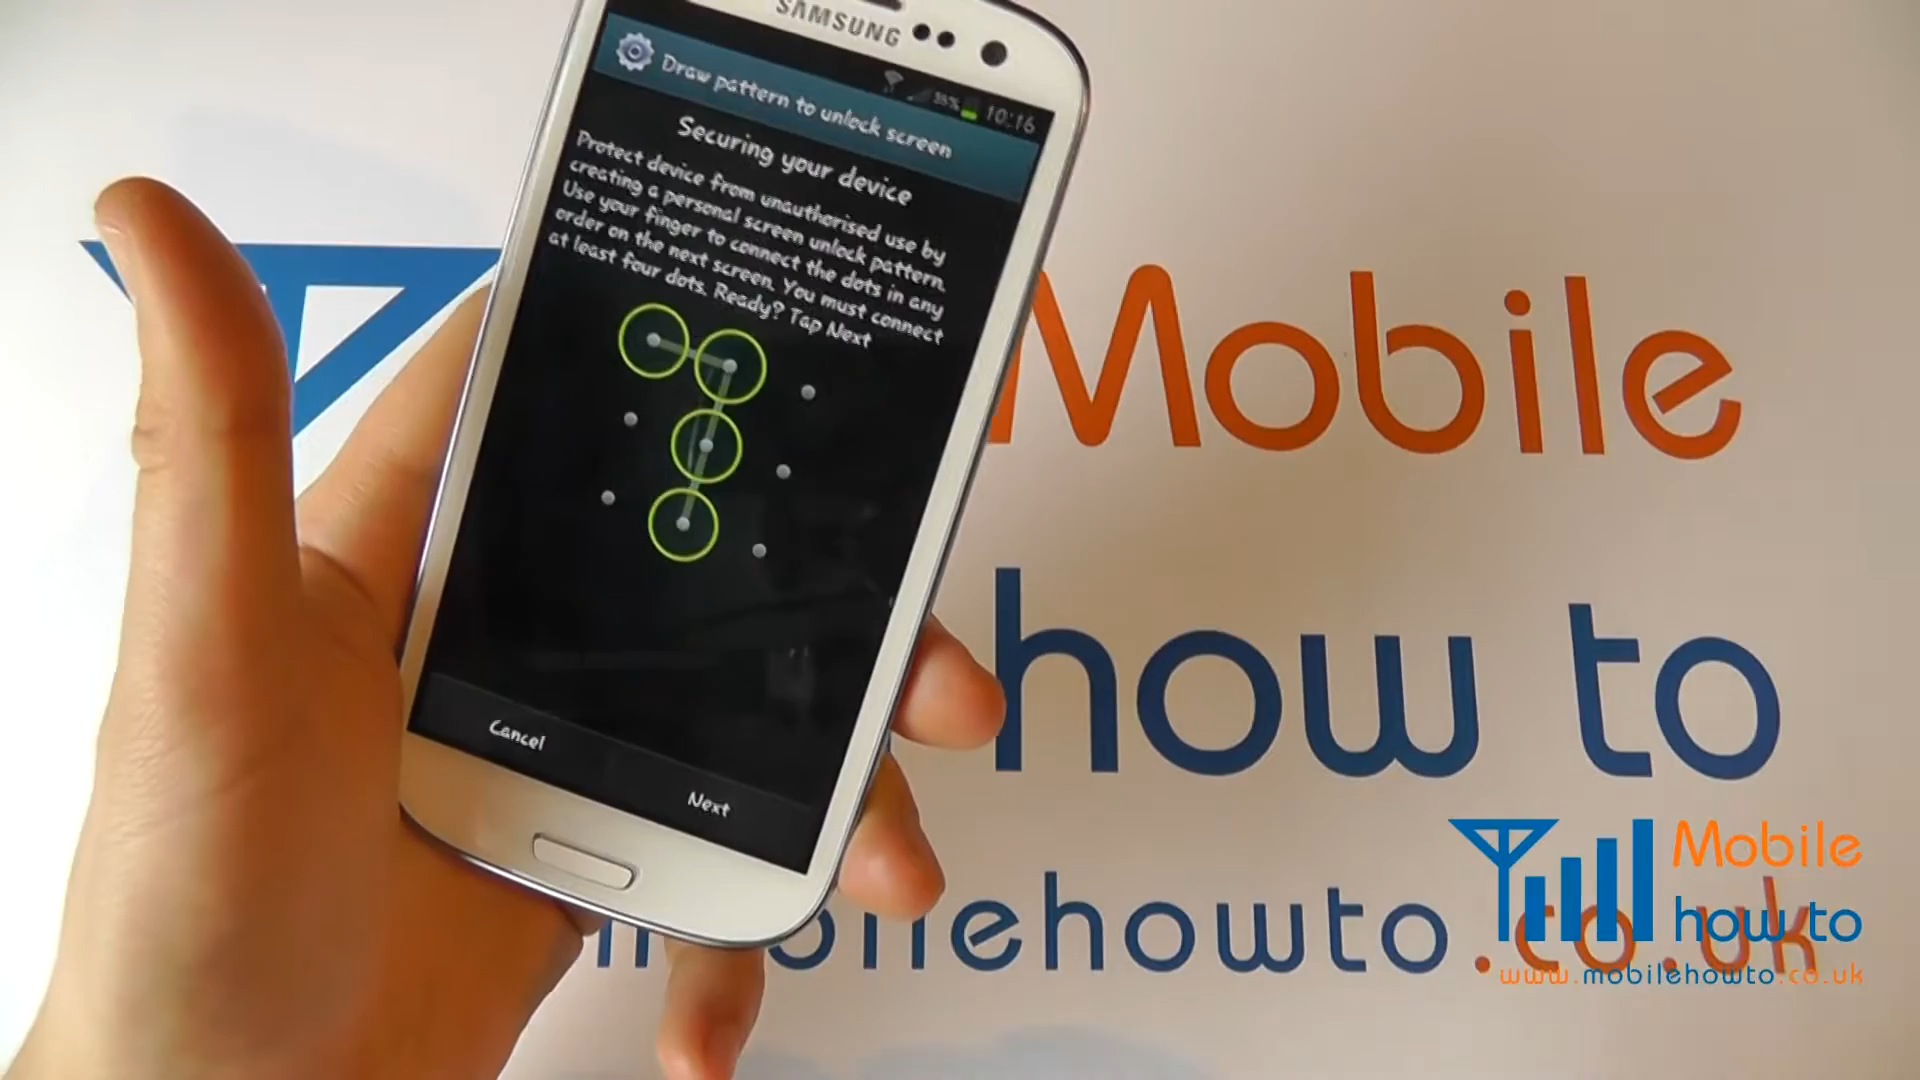 SAMSUNG
35% 10:16
Draw pattern to unlock screen
Securing your device
Protect device from unauthorised use by
creating a personal screen unlock pattern.
Use your finger to connect the dots in any
order on the next screen. You must connect
at least four dots. Ready? Tap Next
Cancel
Next
Mobile
how to
mobilehowto.co.uk
Mobile
how to
www.mobilehowto.co.uk